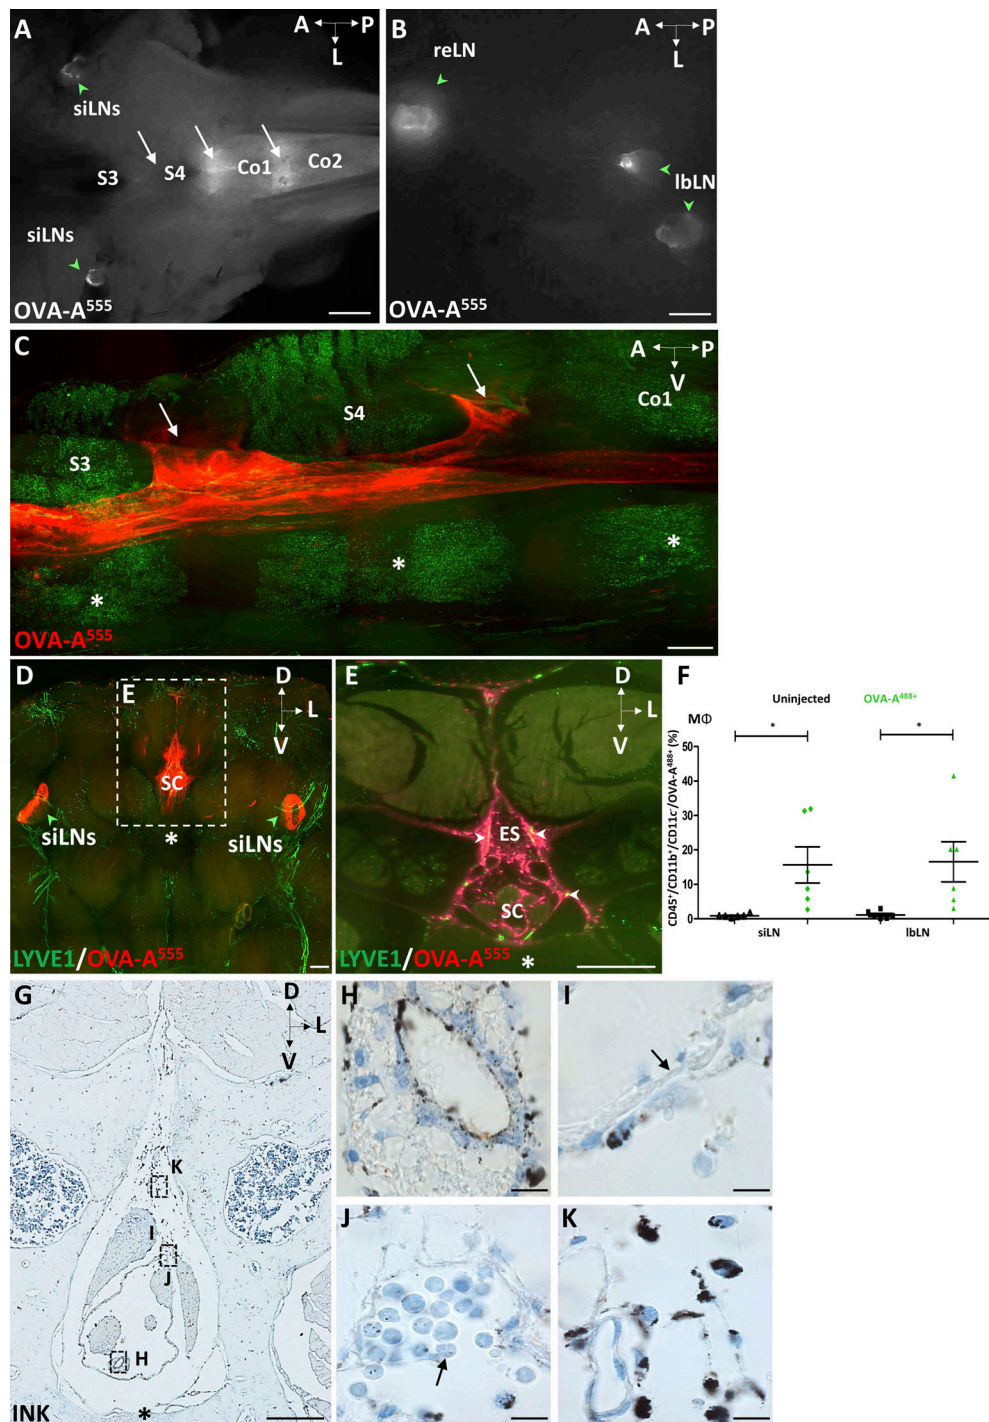 A
A P
L
siLNs
S3
S4
Co1
Co2
siLNs
OVA-A555
B
A P
L
reLN
lbLN
OVA-A555
C
A P
V
S4
Co1
S3
*
*
*
OVA-A555
D
E
D
L
V
SC
siLNs
siLNs
*
LYVE1/OVA-A555
E
D
L
V
ES
SC
LYVE1/OVA-A555
*
F
Uninjected OVA-A488+
MΦ
* *
CD45+/CD11b+/CD11c-/OVA-A488+ (%)
50
40
30
20
10
0
siLN lbLN
G
D
L
V
K
I
J
H
INK
*
H
I
J
K